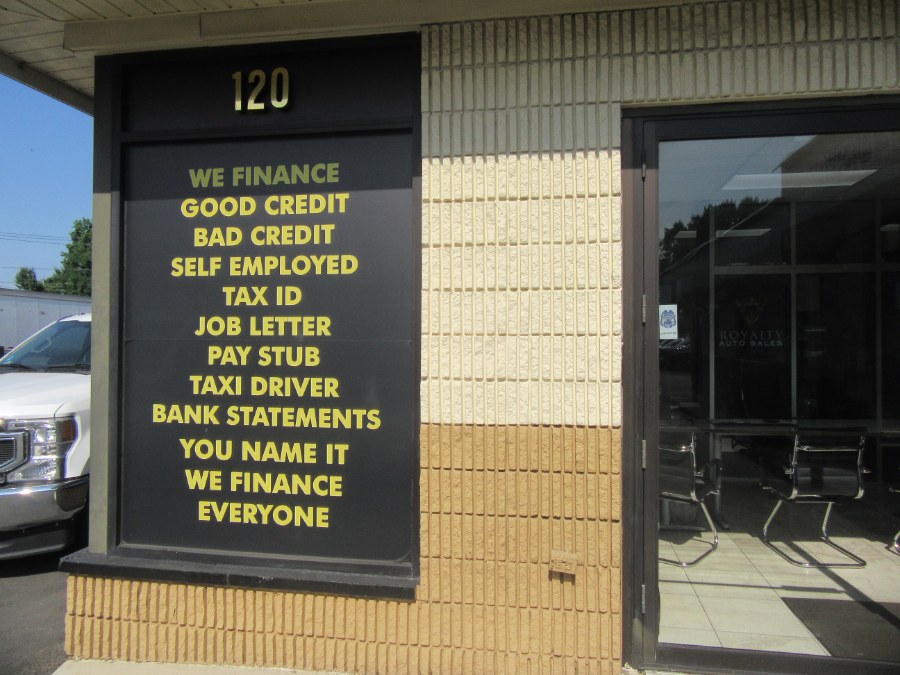 120
WE FINANCE
GOOD CREDIT
BAD CREDIT
SELF EMPLOYED
TAX ID
JOB LETTER
PAY STUB
TAXI DRIVER
BANK STATEMENTS
YOU NAME IT
WE FINANCE
EVERYONE
ROYALTY
AUTO SALES